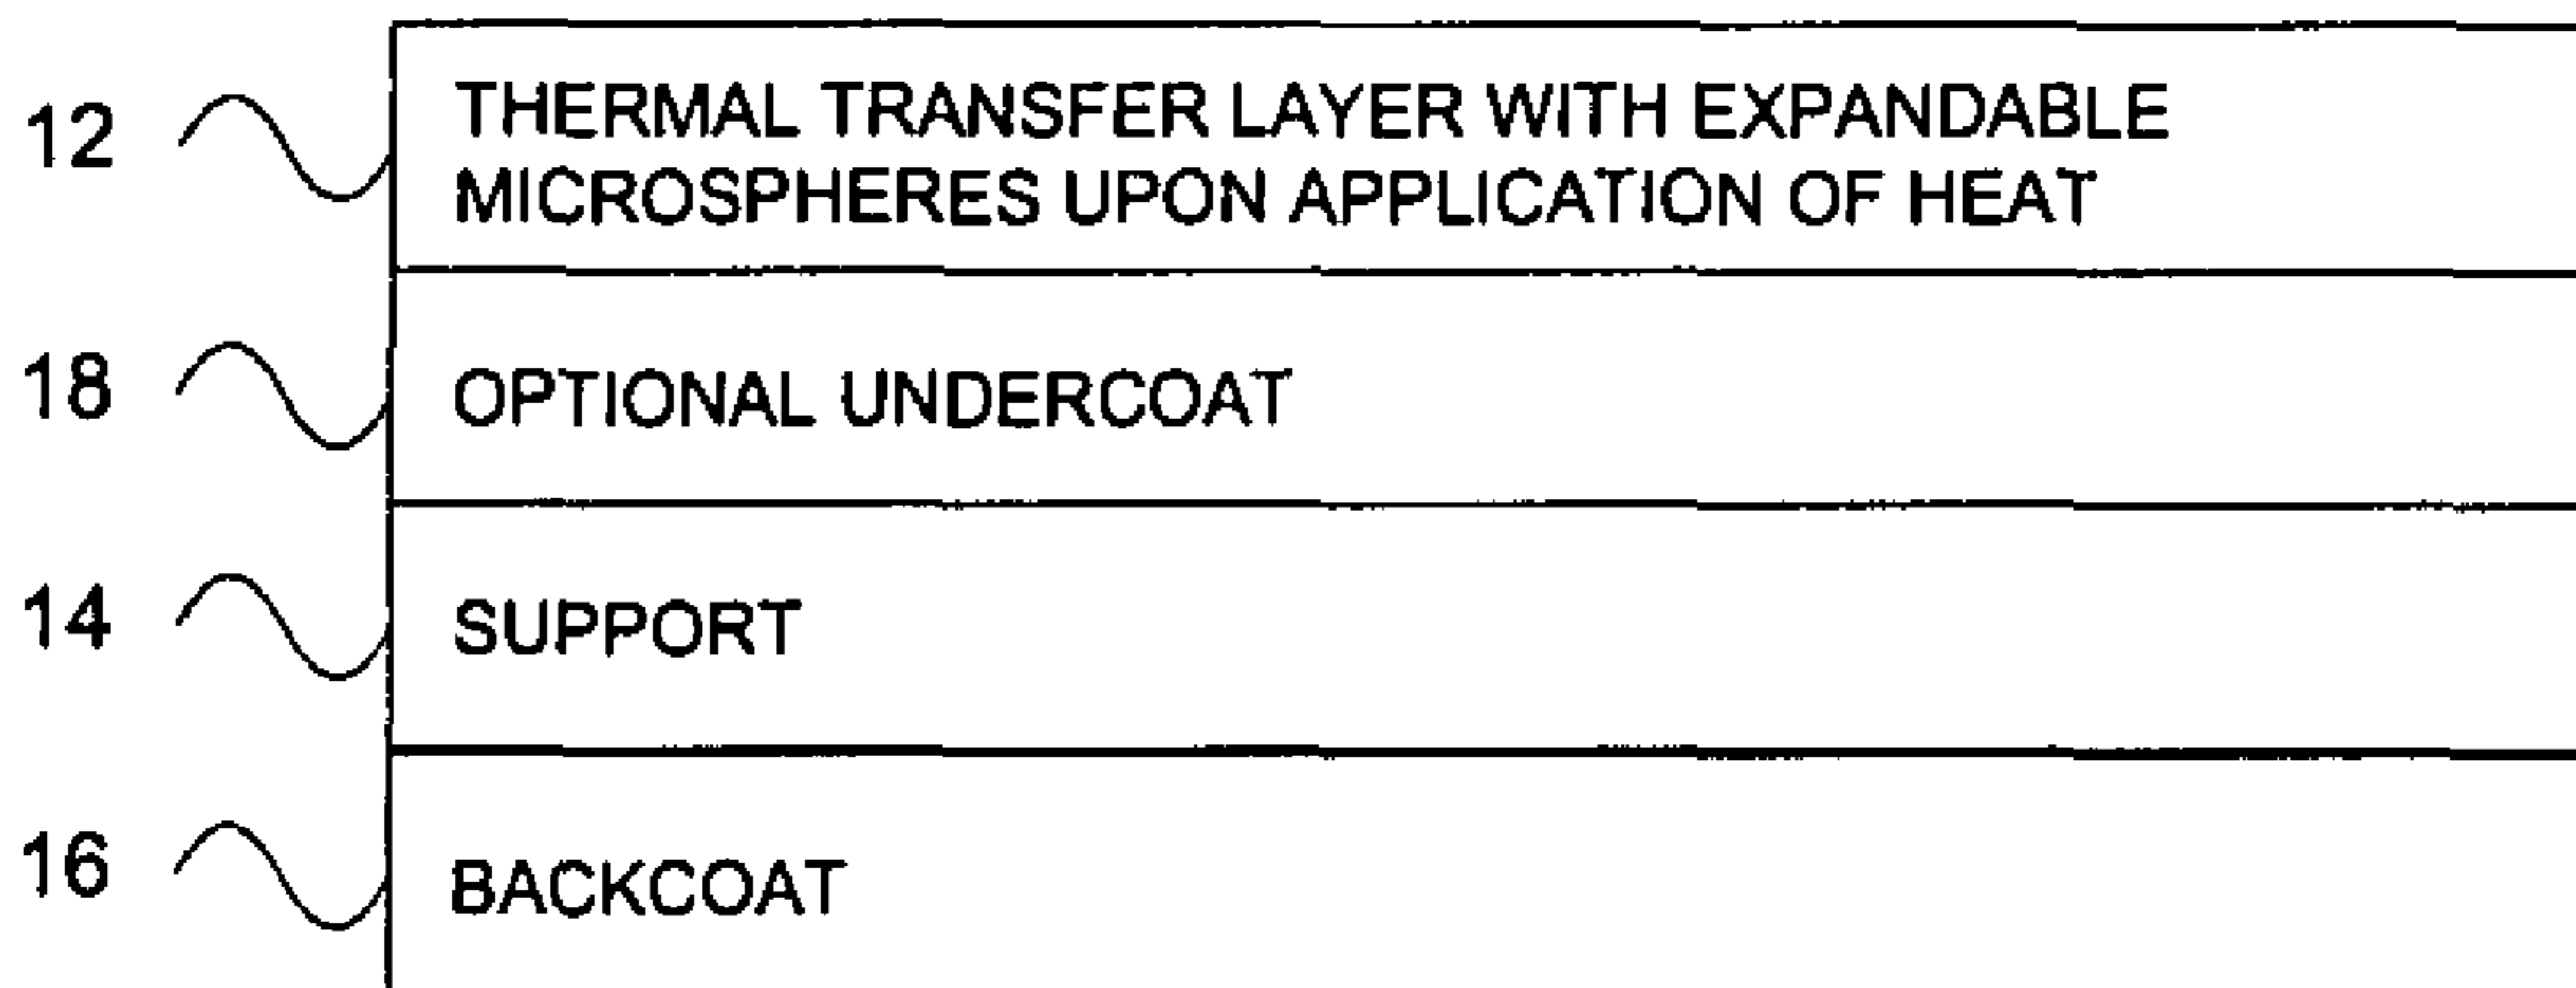 12
THERMAL TRANSFER LAYER WITH EXPANDABLE
MICROSPHERES UPON APPLICATION OF HEAT
18
OPTIONAL UNDERCOAT
14
SUPPORT
16
BACKCOAT